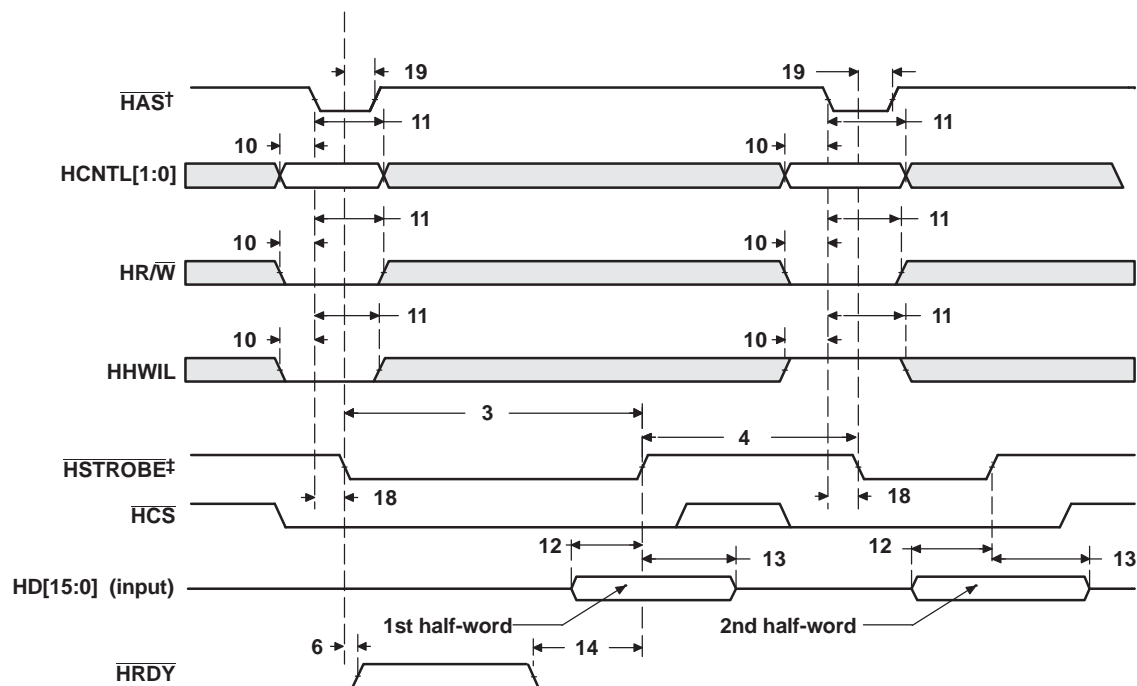 19
19
HAS†
11
11
10
10
HCNTL[1:0]
11
11
10
10
HR/W
11
11
10
10
HHWIL
3
4
HSTROBE‡
18
18
HCS
12
12
13
13
HD[15:0] (input)
1st half-word
2nd half-word
6
14
HRDY